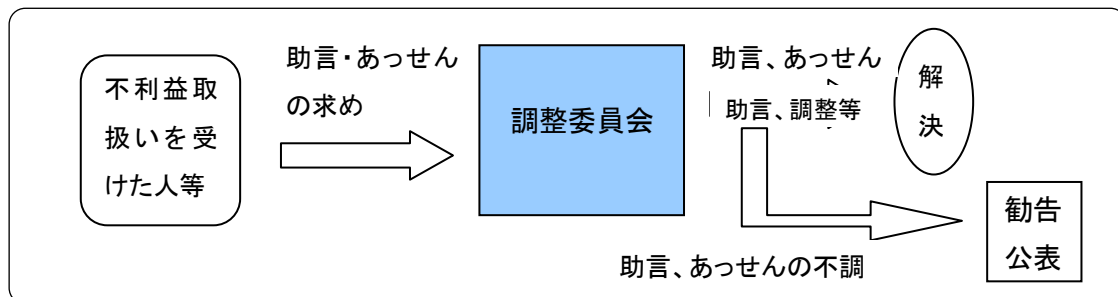 不利益取
扱いを受
けた人等
助言・あっせん
の求め
調整委員会
助言、あっせん
助言、調整等
解
決
助言、あっせんの不調
勧告
公表